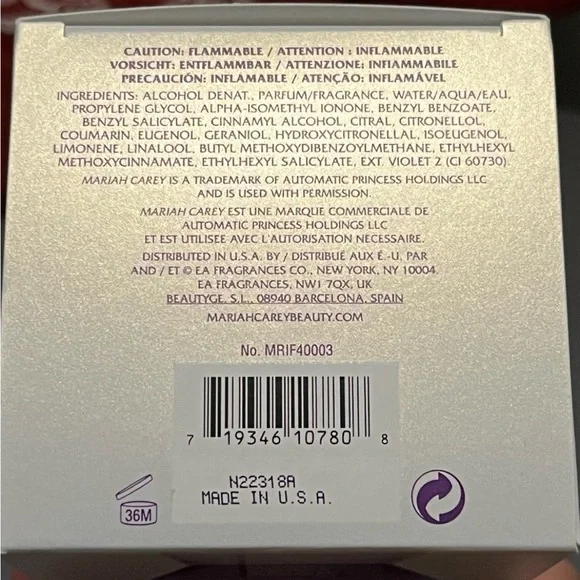 CAUTION: FLAMMABLE / ATTENTION : INFLAMMABLE
VORSICHT: ENTFLAMMBAR / ATTENZIONE: INFIAMMABILE
PRECAUCIÓN: INFLAMABLE / ATENÇÃO: INFLAMÁVEL
INGREDIENTS: ALCOHOL DENAT., PARFUM/FRAGRANCE, WATER/AQUA/EAU,
PROPYLENE GLYCOL, ALPHA-ISOMETHYL IONONE, BENZYL BENZOATE,
BENZYL SALICYLATE, CINNAMYL ALCOHOL, CITRAL, CITRONELLOL,
COUMARIN, EUGENOL, GERANIOL, HYDROXYCITRONELLAL, ISOEUGENOL,
LIMONENE, LINALOOL, BUTYL METHOXYDIBENZOYLMETHANE, ETHYLHEXYL
METHOXYCINNAMATE, ETHYLHEXYL SALICYLATE, EXT. VIOLET 2 (CI 60730).
MARIAH CAREY IS A TRADEMARK OF AUTOMATIC PRINCESS HOLDINGS LLC
AND IS USED WITH PERMISSION.
MARIAH CAREY EST UNE MARQUE COMMERCIALE DE
AUTOMATIC PRINCESS HOLDINGS LLC
ET EST UTILISEE AVEC L'AUTORISATION NECESSAIRE.
DISTRIBUTED IN U.S.A. BY / DISTRIBUÉ AUX É.-U. PAR
AND / ET © EA FRAGRANCES CO., NEW YORK, NY 10004.
EA FRAGRANCES, NW1 7QX, UK
BEAUTYGE, S.L., 08940 BARCELONA, SPAIN
MARIAHCAREYBEAUTY.COM
No. MRIF40003
7 19346 10780 8
N22318A
MADE IN U.S.A.
36M